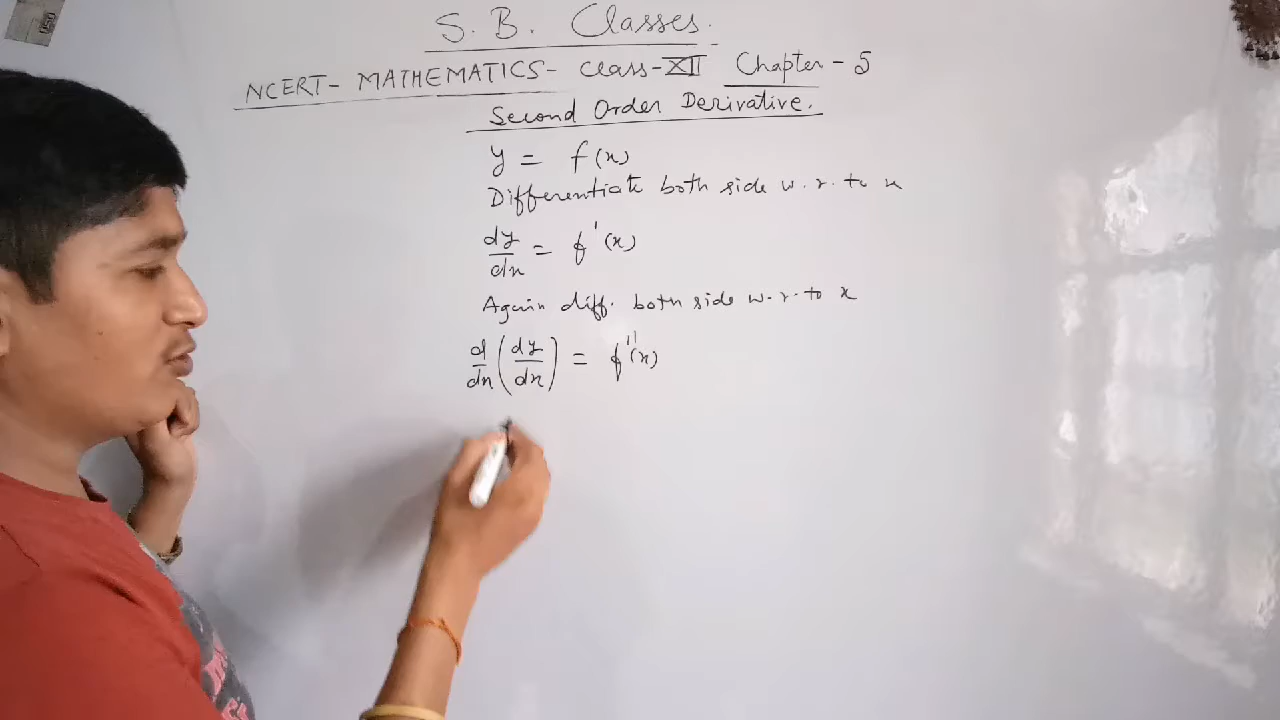 S. B. Classes.
NCERT- MATHEMATICS- Class-XII Chapter - 5
Second Order Derivative.
y = f(x)
Differentiate both side w.r.to x
dy/dx = f'(x)
Again diff. both side w.r.to x
d/dx (dy/dx) = f''(x)